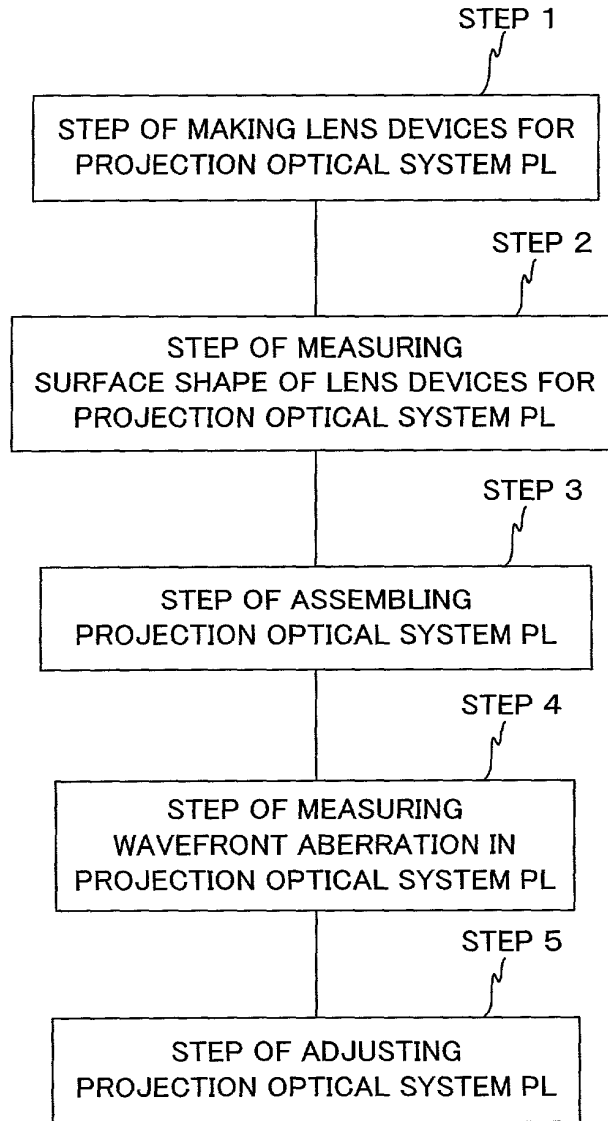 STEP 1
STEP OF MAKING LENS DEVICES FOR
PROJECTION OPTICAL SYSTEM PL
STEP 2
STEP OF MEASURING
SURFACE SHAPE OF LENS DEVICES FOR
PROJECTION OPTICAL SYSTEM PL
STEP 3
STEP OF ASSEMBLING
PROJECTION OPTICAL SYSTEM PL
STEP 4
STEP OF MEASURING
WAVEFRONT ABERRATION IN
PROJECTION OPTICAL SYSTEM PL
STEP 5
STEP OF ADJUSTING
PROJECTION OPTICAL SYSTEM PL